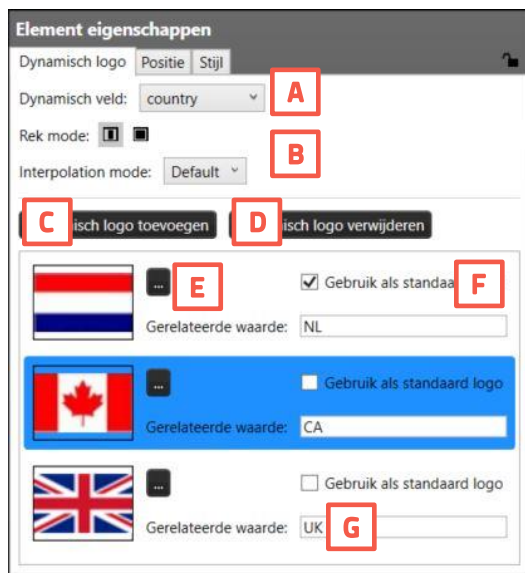 Element eigenschappen
Dynamisch logo Positie Stijl
Dynamisch veld: country A
Rek mode:
B
Interpolation mode: Default
C isch logo toevoegen D isch logo verwijderen
... E Gebruik als standaa F
Gerelateerde waarde: NL
... Gebruik als standaard logo
Gerelateerde waarde: CA
... Gebruik als standaard logo
Gerelateerde waarde: UK G